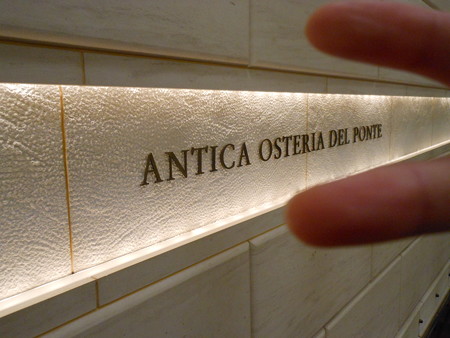 ANTICA OSTERIA DEL PONTE